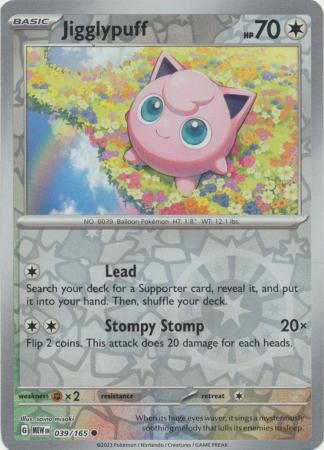 BASIC
Jigglypuff
HP 70
NO. 0039 Balloon Pokémon HT: 1'8" WT: 12.1 lbs.
Lead
Search your deck for a Supporter card, reveal it, and put
it into your hand. Then, shuffle your deck.
Stompy Stomp 20×
Flip 2 coins. This attack does 20 damage for each heads.
weakness ×2 resistance retreat
Illus. saino misaki
G MEW EN 039/165
When its huge eyes waver, it sings a mysteriously
soothing melody that lulls its enemies to sleep.
©2023 Pokémon / Nintendo / Creatures / GAME FREAK